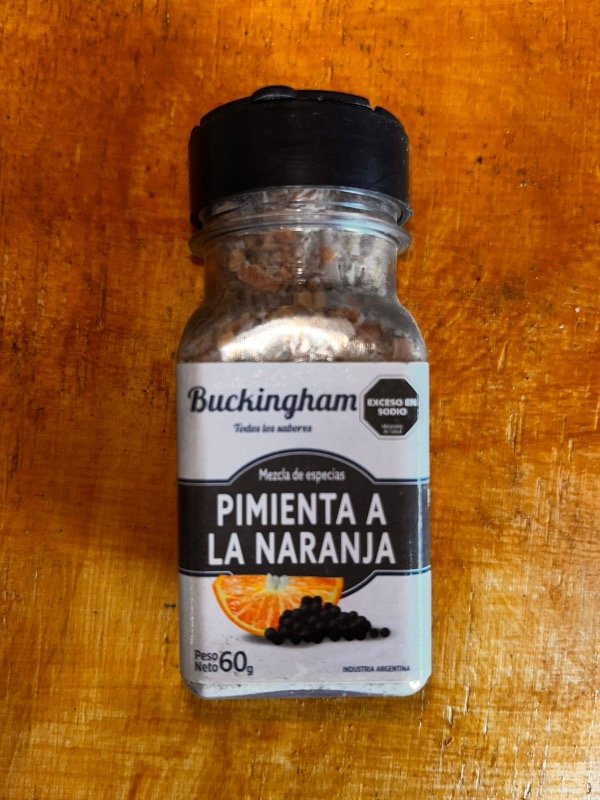 Buckingham
Todos los sabores
EXCESO EN
SODIO
Ministerio
de Salud
Mezcla de especias
PIMIENTA A
LA NARANJA
Peso
Neto 60g
INDUSTRIA ARGENTINA